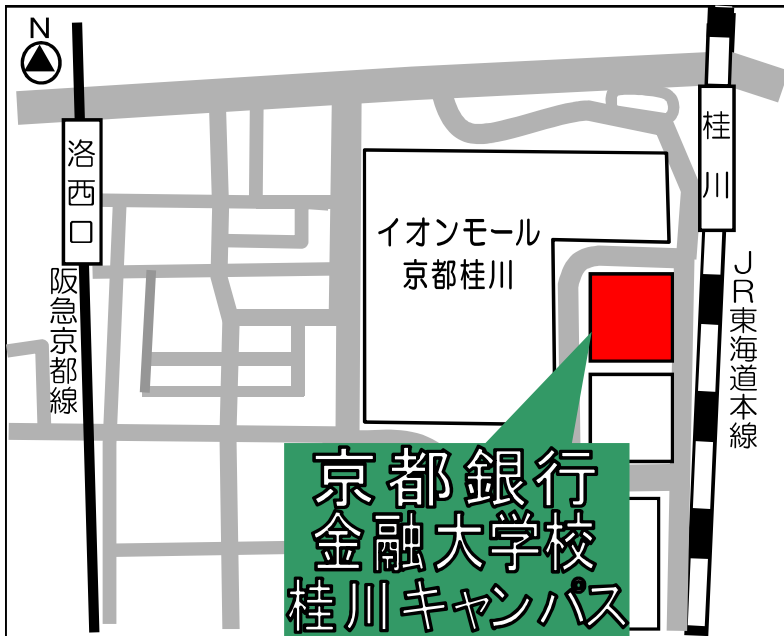 N
洛西口
阪急京都線
イオンモール
京都桂川
桂川
JR東海道本線
京都銀行
金融大学校
桂川キャンパス